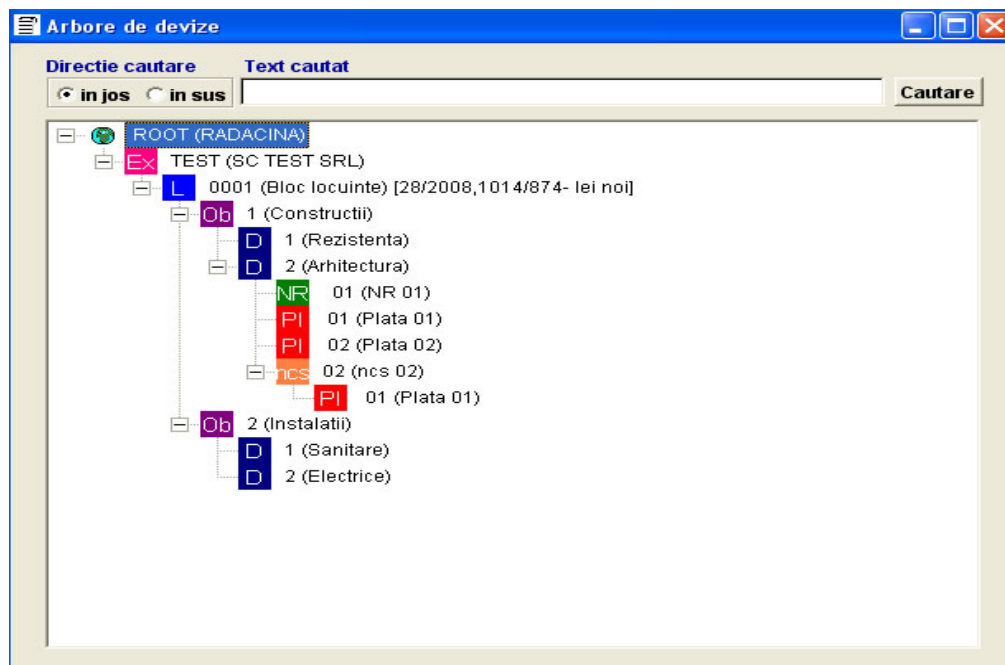 Arbore de devize
Directie cautare Text cautat
in jos in sus Cautare
ROOT (RADACINA)
Ex TEST (SC TEST SRL)
L 0001 (Bloc locuinte) [28/2008,1014/874- lei noi]
Ob 1 (Constructii)
D 1 (Rezistenta)
D 2 (Arhitectura)
NR 01 (NR 01)
Pl 01 (Plata 01)
Pl 02 (Plata 02)
ncs 02 (ncs 02)
Pl 01 (Plata 01)
Ob 2 (Instalatii)
D 1 (Sanitare)
D 2 (Electrice)